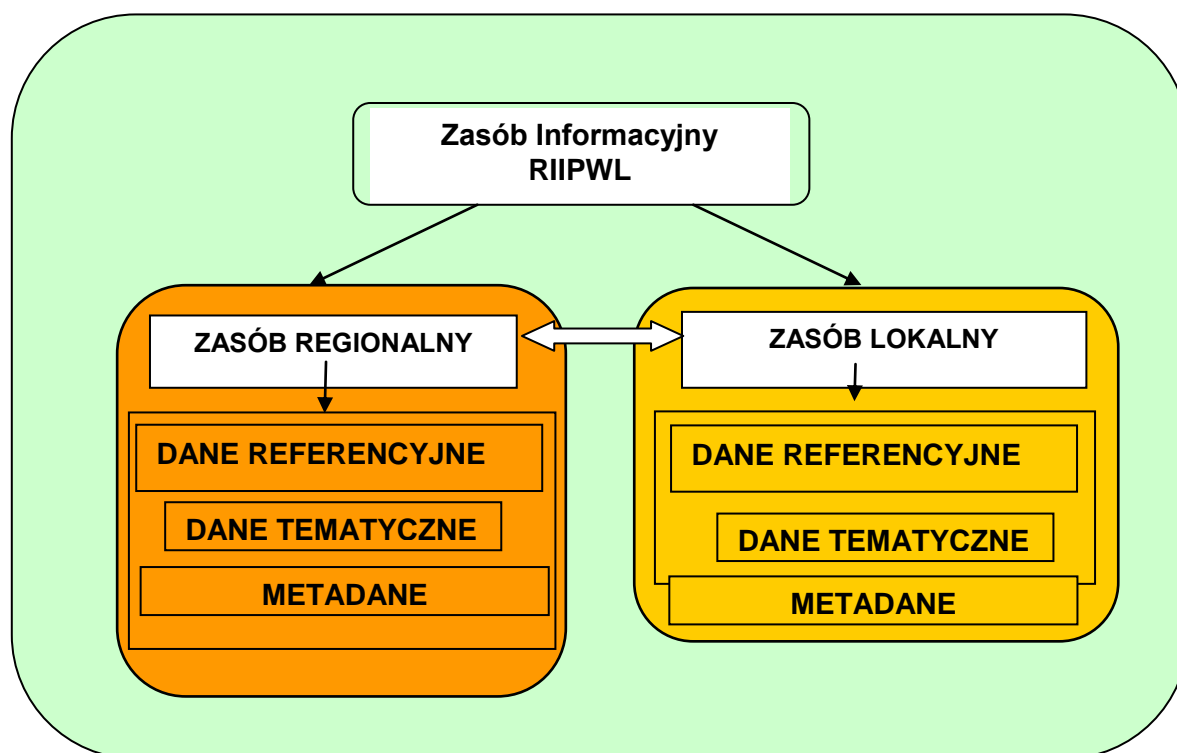 Zasób Informacyjny
RIIPWL
ZASÓB REGIONALNY
DANE REFERENCYJNE
DANE TEMATYCZNE
METADANE
ZASÓB LOKALNY
DANE REFERENCYJNE
DANE TEMATYCZNE
METADANE